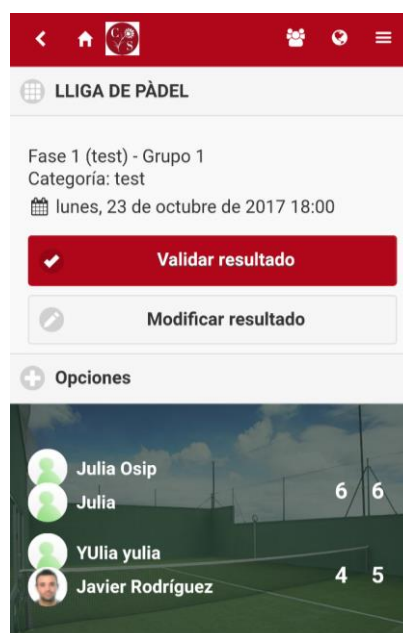 CVS
LLIGA DE PÀDEL
Fase 1 (test) - Grupo 1
Categoría: test
lunes, 23 de octubre de 2017 18:00
Validar resultado
Modificar resultado
Opciones
Julia Osip
Julia
6 6
YUlia yulia
Javier Rodríguez
4 5